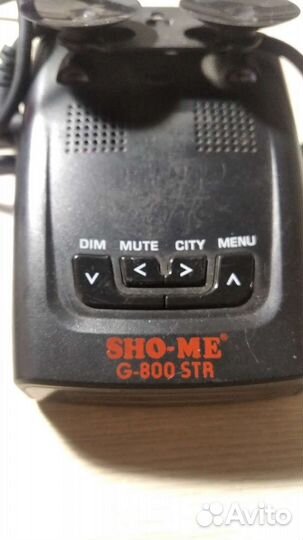 DIM MUTE CITY MENU
˅ < > ˄
SHO-ME®
G-800 STR
Avito